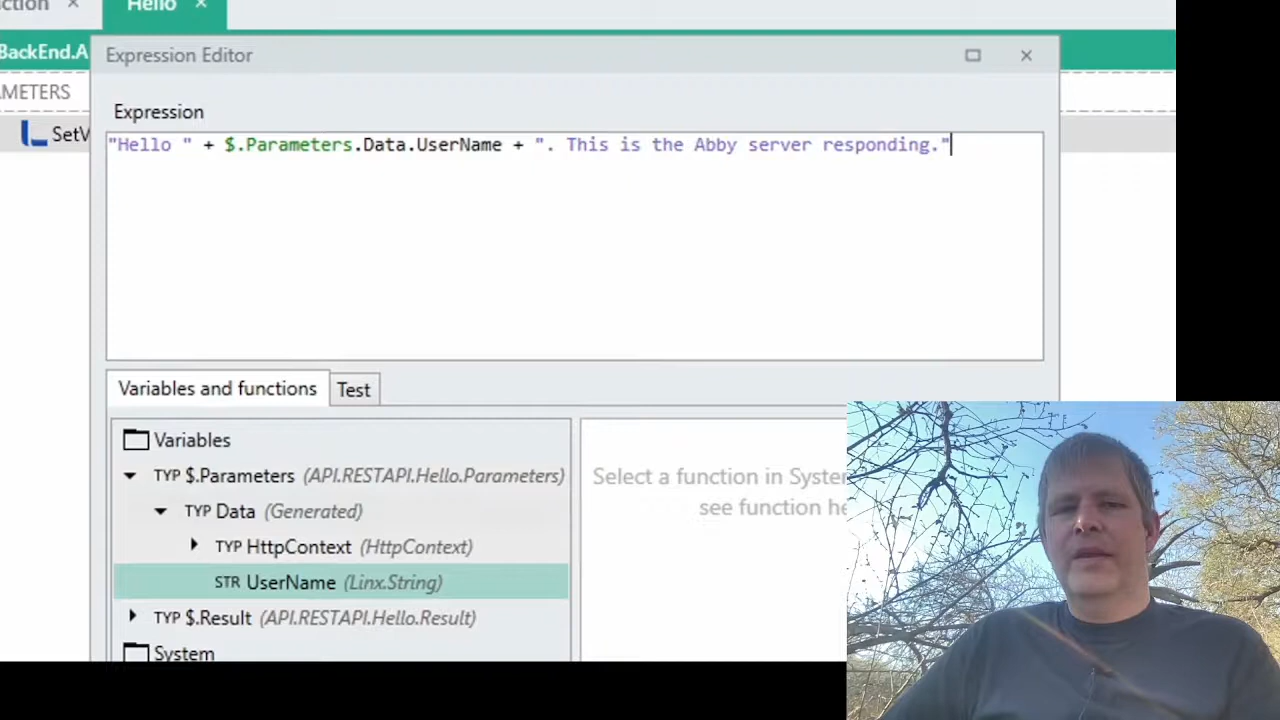 ction × Hello ×
BackEnd.A
Expression Editor
AMETERS
Expression
SetV
"Hello " + $.Parameters.Data.UserName + ". This is the Abby server responding."
Variables and functions Test
Variables
TYP $.Parameters (API.RESTAPI.Hello.Parameters)
Select a function in System
see function he
TYP Data (Generated)
TYP HttpContext (HttpContext)
STR UserName (Linx.String)
TYP $.Result (API.RESTAPI.Hello.Result)
System